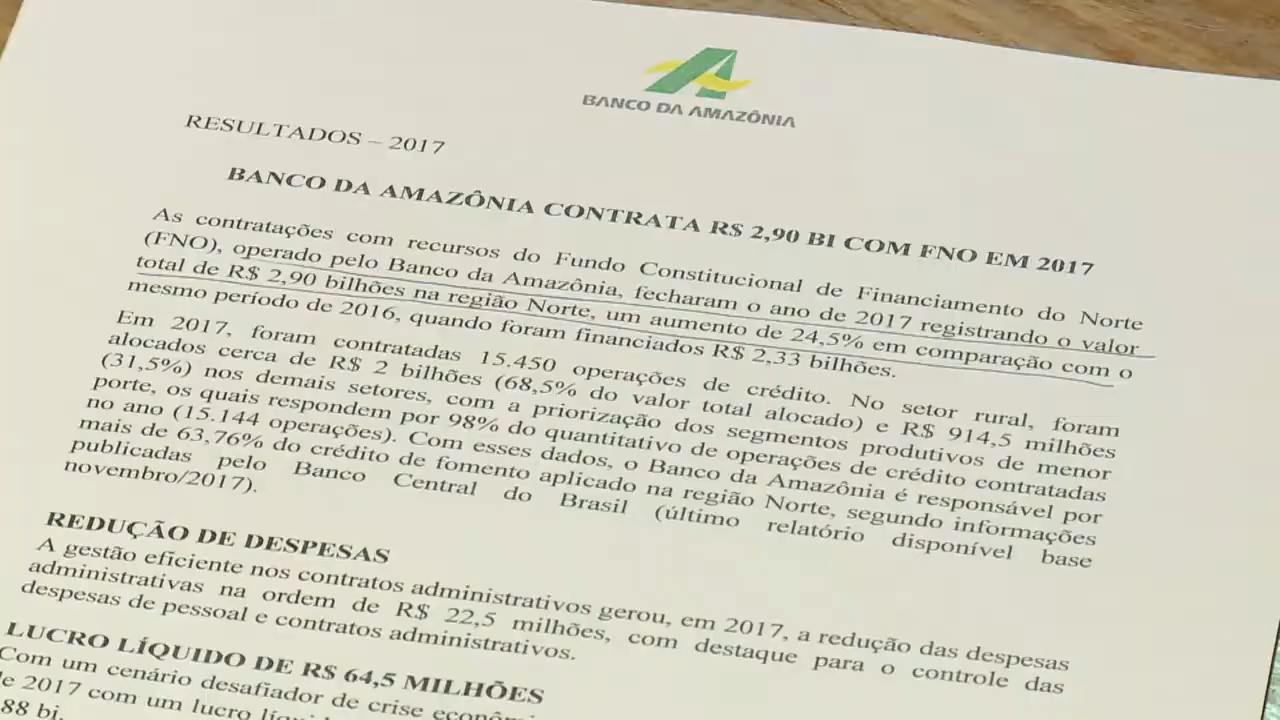 BANCO DA AMAZÔNIA
RESULTADOS – 2017
BANCO DA AMAZÔNIA CONTRATA R$ 2,90 BI COM FNO EM 2017
As contratações com recursos do Fundo Constitucional de Financiamento do Norte
(FNO), operado pelo Banco da Amazônia, fecharam o ano de 2017 registrando o valor
total de R$ 2,90 bilhões na região Norte, um aumento de 24,5% em comparação com o
mesmo período de 2016, quando foram financiados R$ 2,33 bilhões.
Em 2017, foram contratadas 15.450 operações de crédito. No setor rural, foram
alocados cerca de R$ 2 bilhões (68,5% do valor total alocado) e R$ 914,5 milhões
(31,5%) nos demais setores, com a priorização dos segmentos produtivos de menor
porte, os quais respondem por 98% do quantitativo de operações de crédito contratadas
no ano (15.144 operações). Com esses dados, o Banco da Amazônia é responsável por
mais de 63,76% do crédito de fomento aplicado na região Norte, segundo informações
publicadas pelo Banco Central do Brasil (último relatório disponível base
novembro/2017).
REDUÇÃO DE DESPESAS
A gestão eficiente nos contratos administrativos gerou, em 2017, a redução das despesas
administrativas na ordem de R$ 22,5 milhões, com destaque para o controle das
despesas de pessoal e contratos administrativos.
LUCRO LÍQUIDO DE R$ 64,5 MILHÕES
Com um cenário desafiador de crise
de 2017 com um lucro
88 bi.